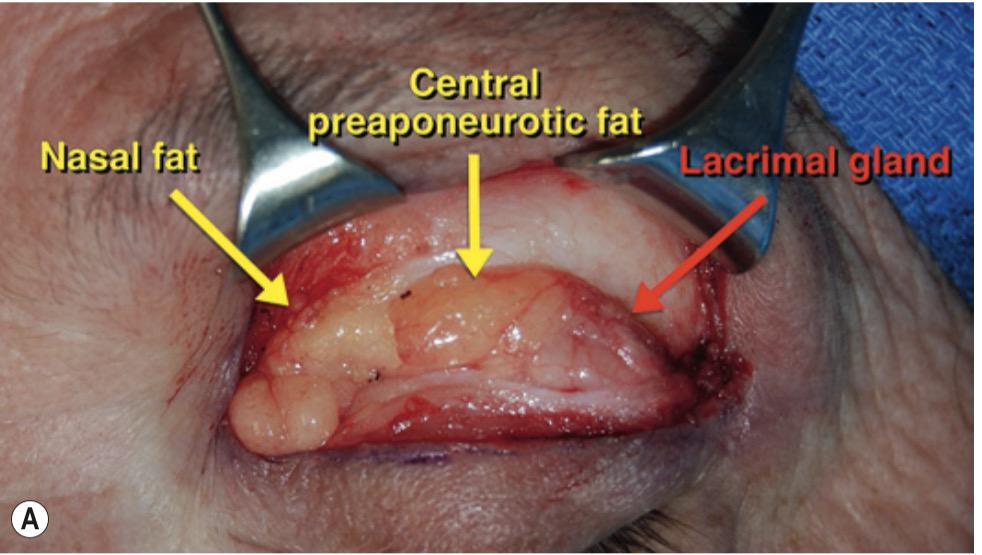 Central
preaponeurotic fat
Nasal fat
Lacrimal gland
A